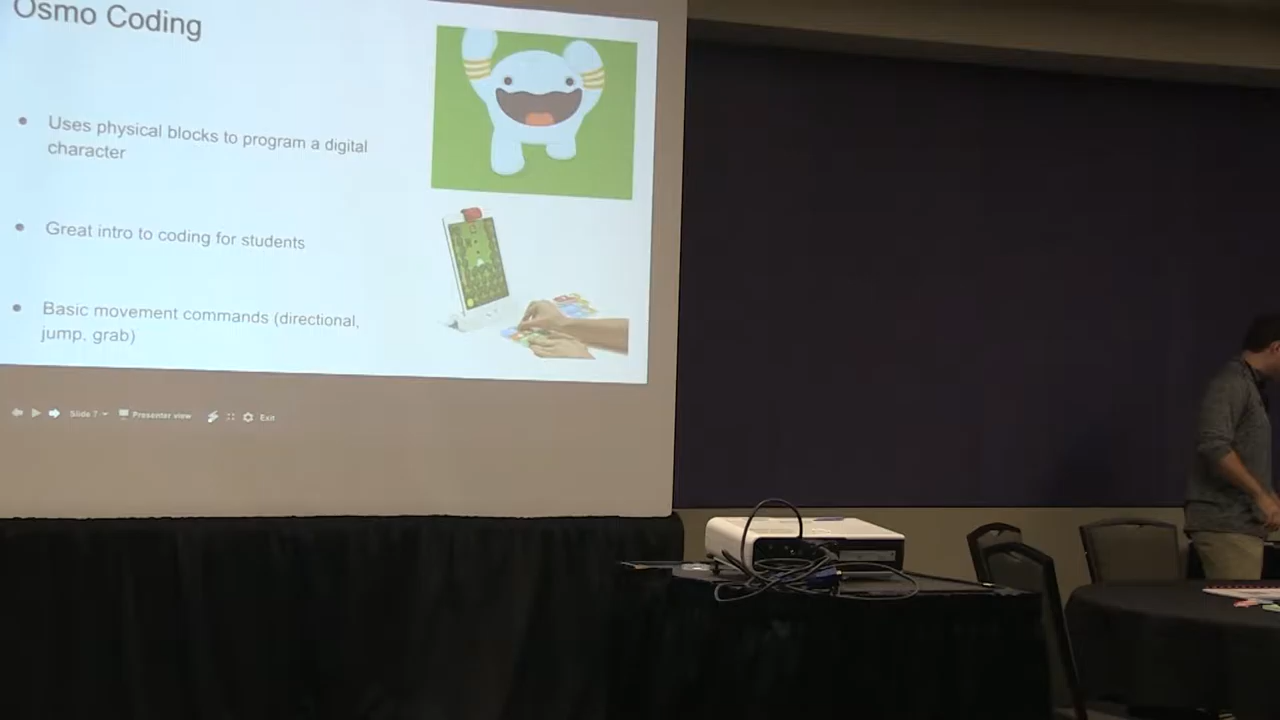 Osmo Coding
Uses physical blocks to program a digital
character
Great intro to coding for students
Basic movement commands (directional,
jump, grab)
Slide 7 Presenter view Exit